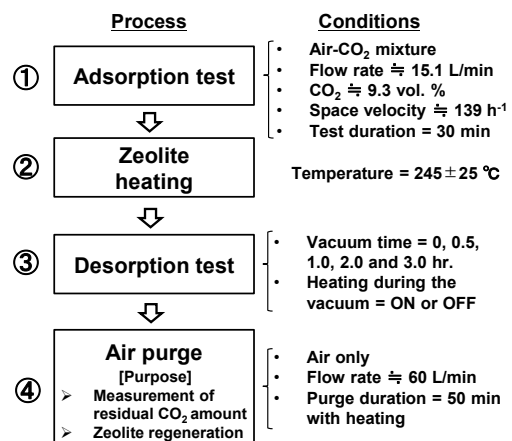 Process
Conditions
①
Adsorption test
• Air-CO₂ mixture
• Flow rate ≒ 15.1 L/min
• CO₂ ≒ 9.3 vol. %
• Space velocity ≒ 139 h⁻¹
• Test duration = 30 min
②
Zeolite
heating
Temperature = 245±25 ℃
③
Desorption test
• Vacuum time = 0, 0.5,
1.0, 2.0 and 3.0 hr.
• Heating during the
vacuum = ON or OFF
④
Air purge
[Purpose]
➢ Measurement of
residual CO₂ amount
➢ Zeolite regeneration
• Air only
• Flow rate ≒ 60 L/min
• Purge duration = 50 min
with heating